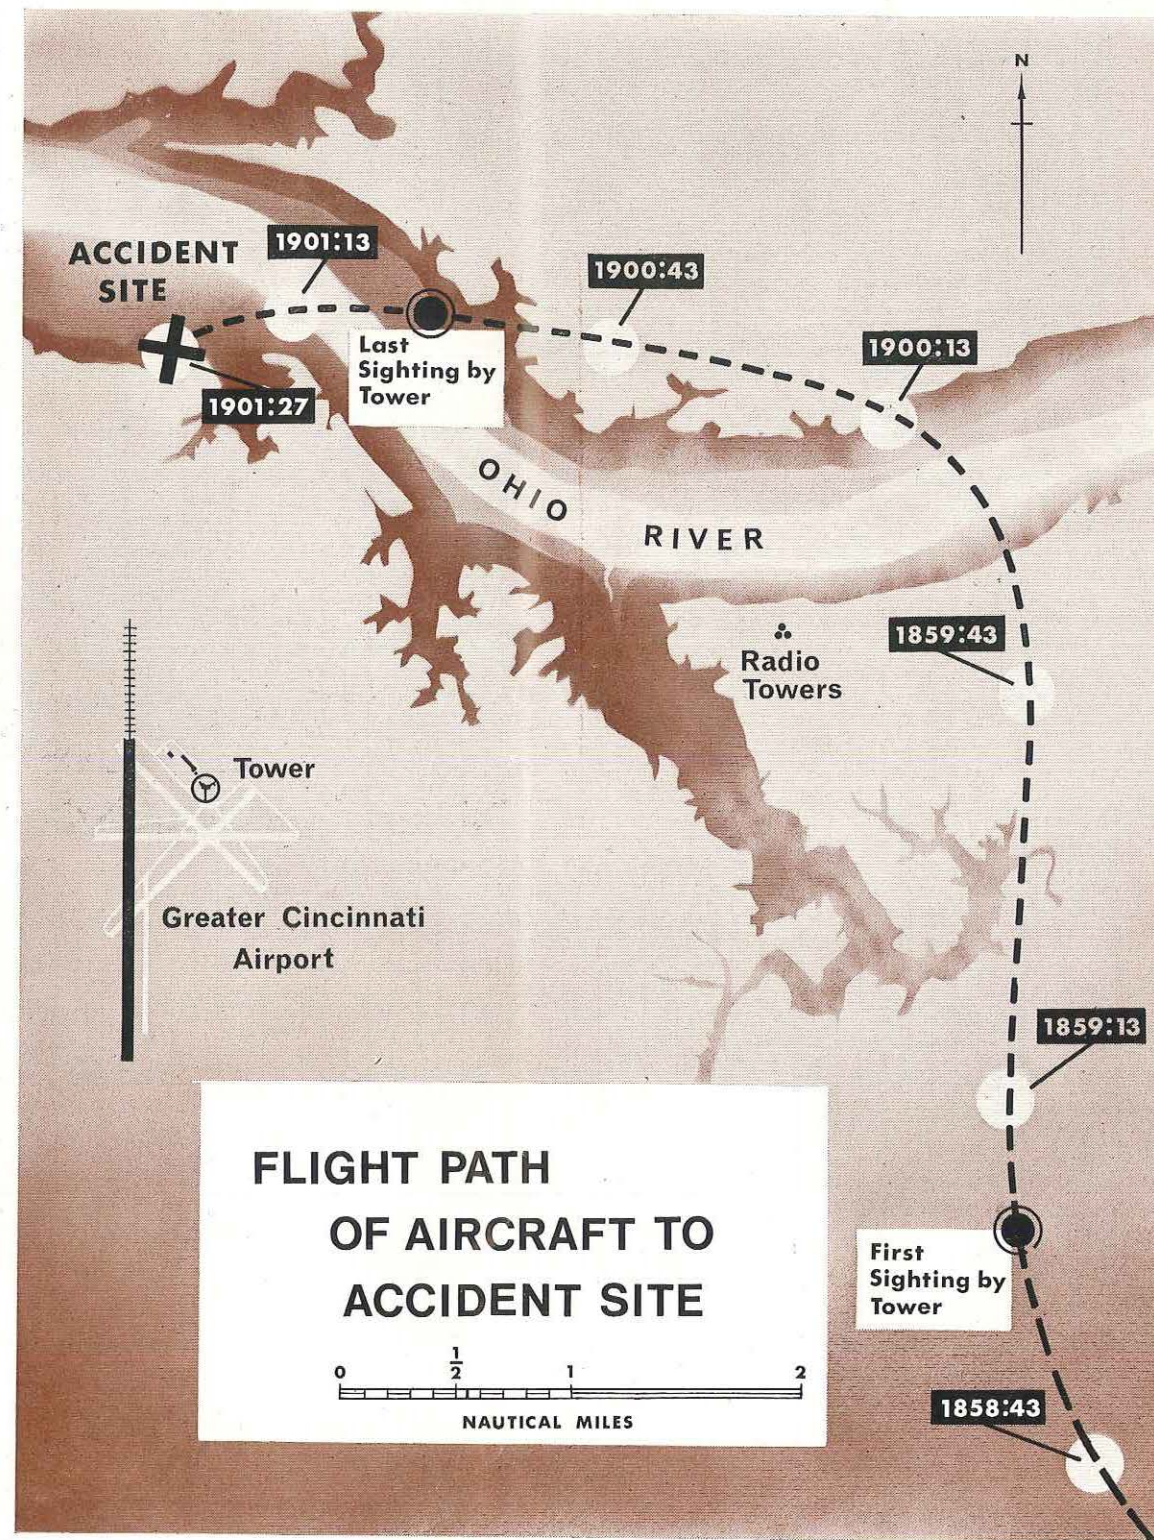 N
1901:13
ACCIDENT
SITE
1900:43
Last
Sighting by
Tower
1900:13
1901:27
OHIO RIVER
1859:43
Radio
Towers
Tower
Greater Cincinnati
Airport
1859:13
FLIGHT PATH
OF AIRCRAFT TO
ACCIDENT SITE
First
Sighting by
Tower
0 1/2 1 2
NAUTICAL MILES
1858:43